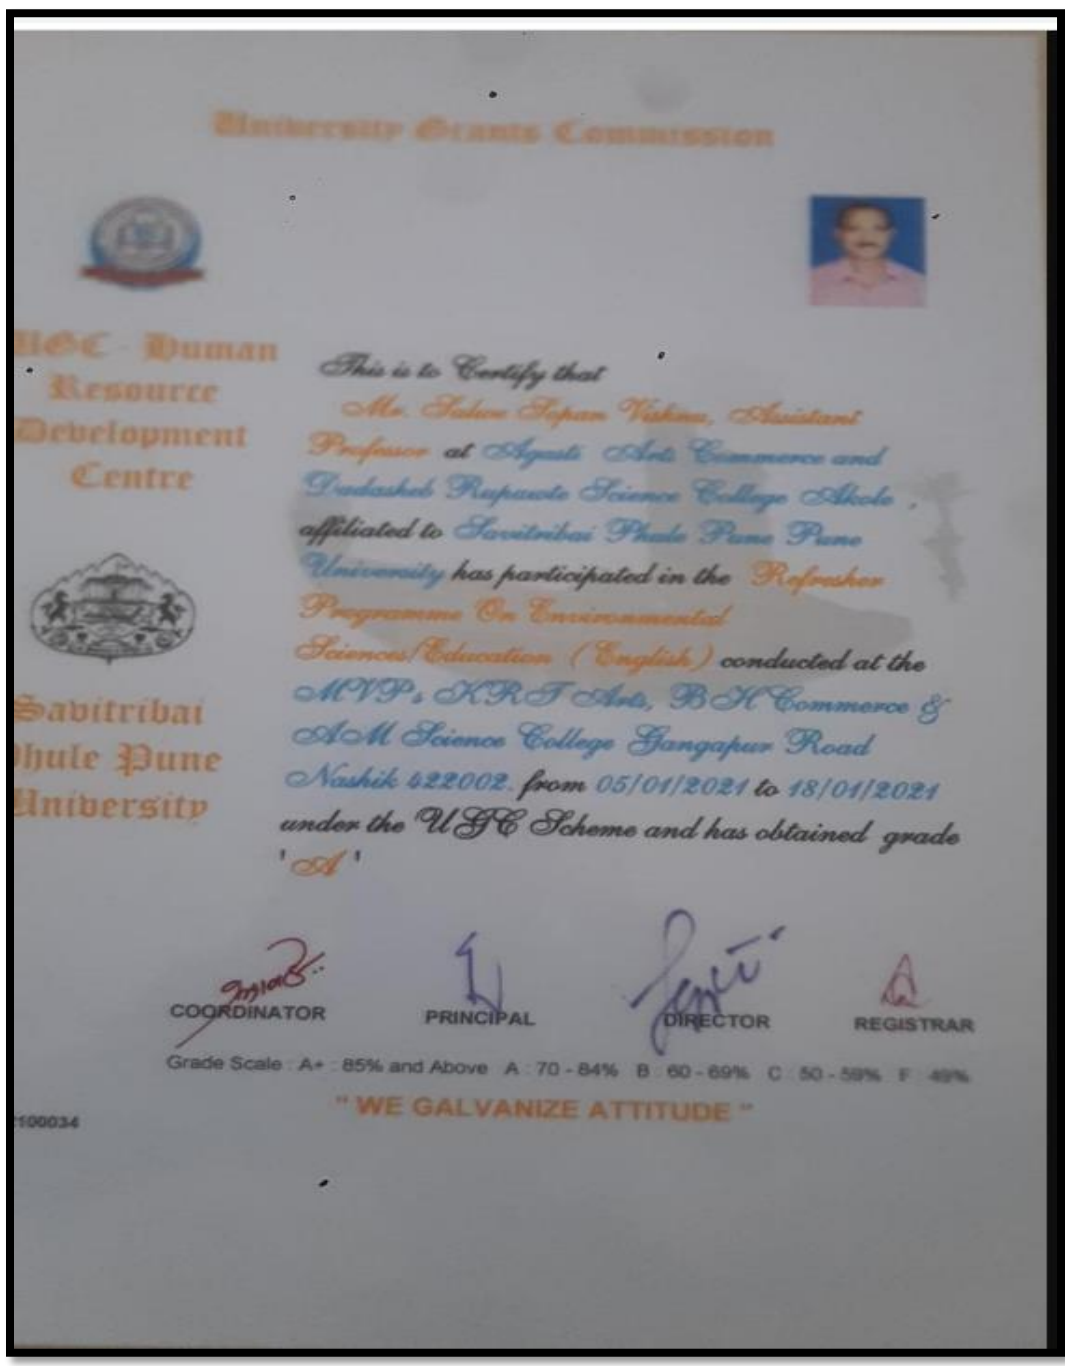 University Grants Commission
UGC - Human
Resource
Development
Centre
Savitribai
Phule Pune
University
This is to Certify that
Mr. Salve Sopan Vishnu, Assistant
Professor at Agasti Arts Commerce and
Dadasheb Rupawte Science College Akole ,
affiliated to Savitribai Phule Pune Pune
University has participated in the Refresher
Programme On Environmental
Sciences/Education (English) conducted at the
MVP's KRT Arts, BH Commerce &
AM Science College Gangapur Road
Nashik 422002. from 05/01/2021 to 18/01/2021
under the UGC Scheme and has obtained grade
' A '
COORDINATOR PRINCIPAL DIRECTOR REGISTRAR
Grade Scale : A+ : 85% and Above A : 70 - 84% B : 60 - 69% C : 50 - 59% F : 49%
" WE GALVANIZE ATTITUDE "
2100034